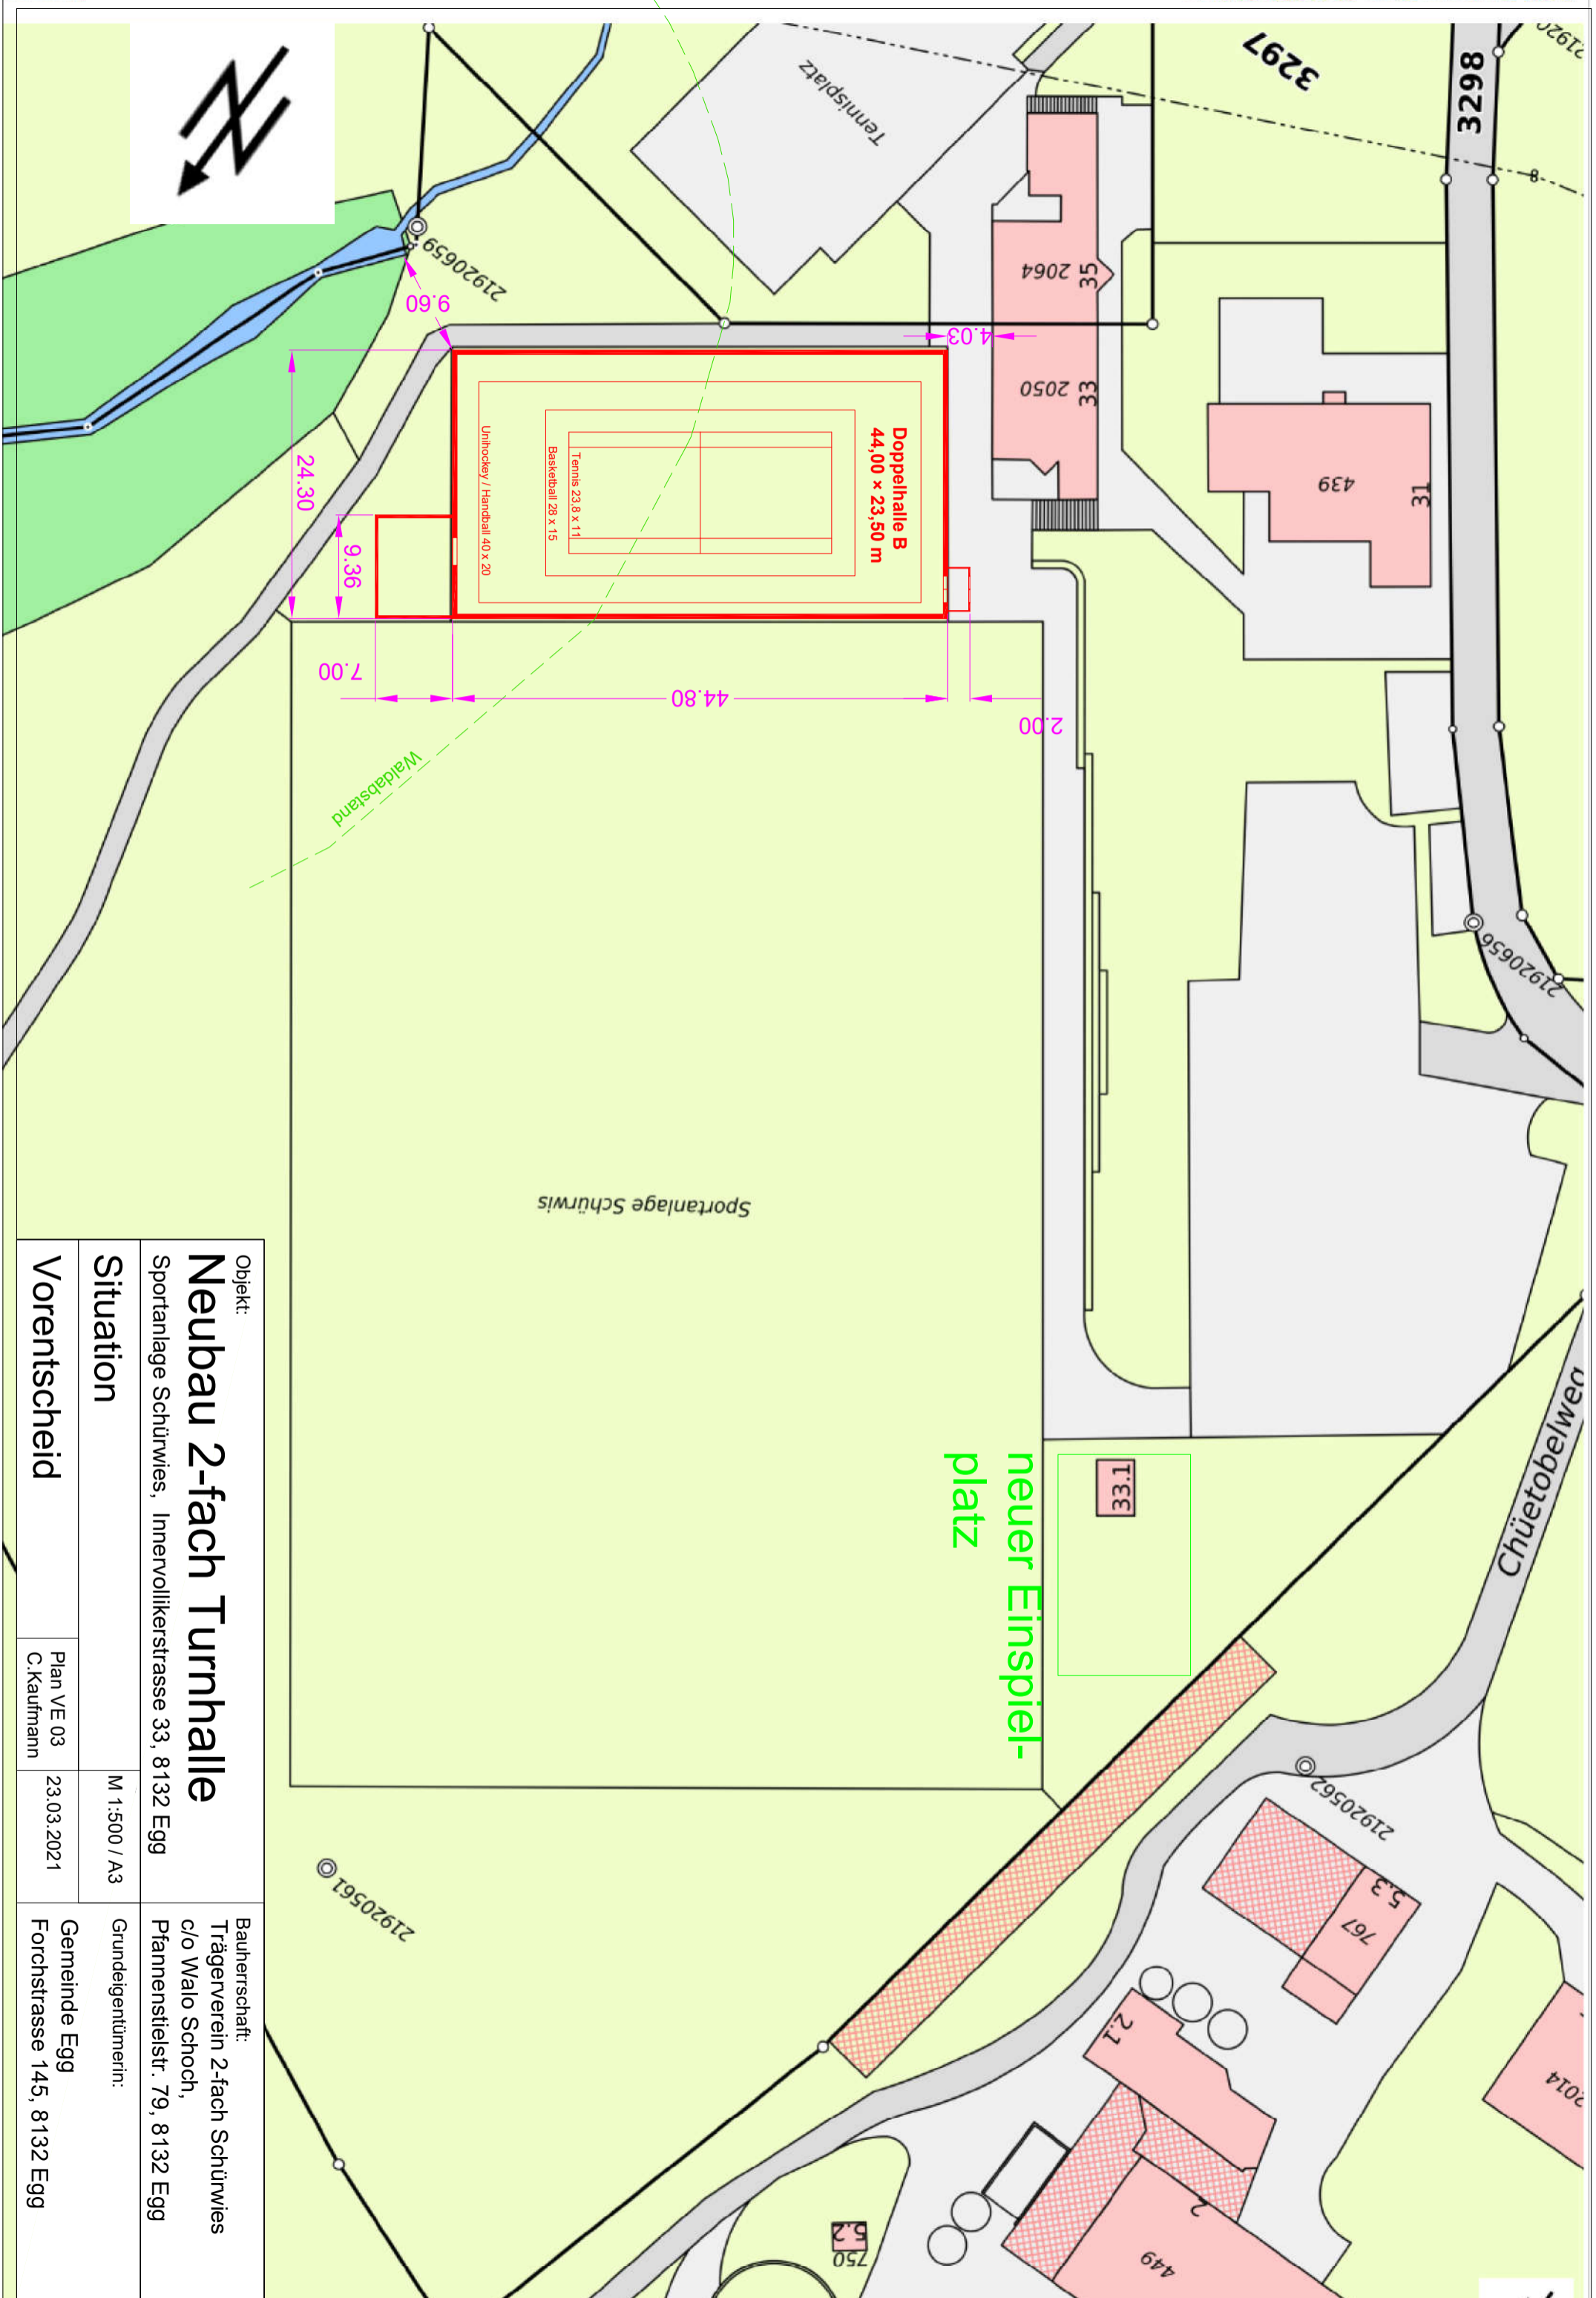 Tennisplatz
3297
3298
21920
8
21920659
9.60
4.03
2064
35
2050
33
439
31
24.30
9.36
7.00
44.80
2.00
Doppelhalle B
44,00 x 23,50 m
Tennis 23,8 x 11
Basketball 28 x 15
Unihockey / Handball 40 x 20
Waldabstand
21920656
Sportanlage Schürwis
neuer Einspiel-
platz
33.1
Chüetobelweg
21920562
21920561
5.3
767
2.1
2
449
2014
5.2
750
Objekt:
Neubau 2-fach Turnhalle
Sportanlage Schürwies, Innervollikerstrasse 33, 8132 Egg
Situation
M 1:500 / A3
Vorentscheid
Plan VE 03
C.Kaufmann
23.03.2021
Bauherrschaft:
Trägerverein 2-fach Schürwies
c/o Walo Schoch,
Pfannenstielstr. 79, 8132 Egg
Grundeigentümerin:
Gemeinde Egg
Forchstrasse 145, 8132 Egg